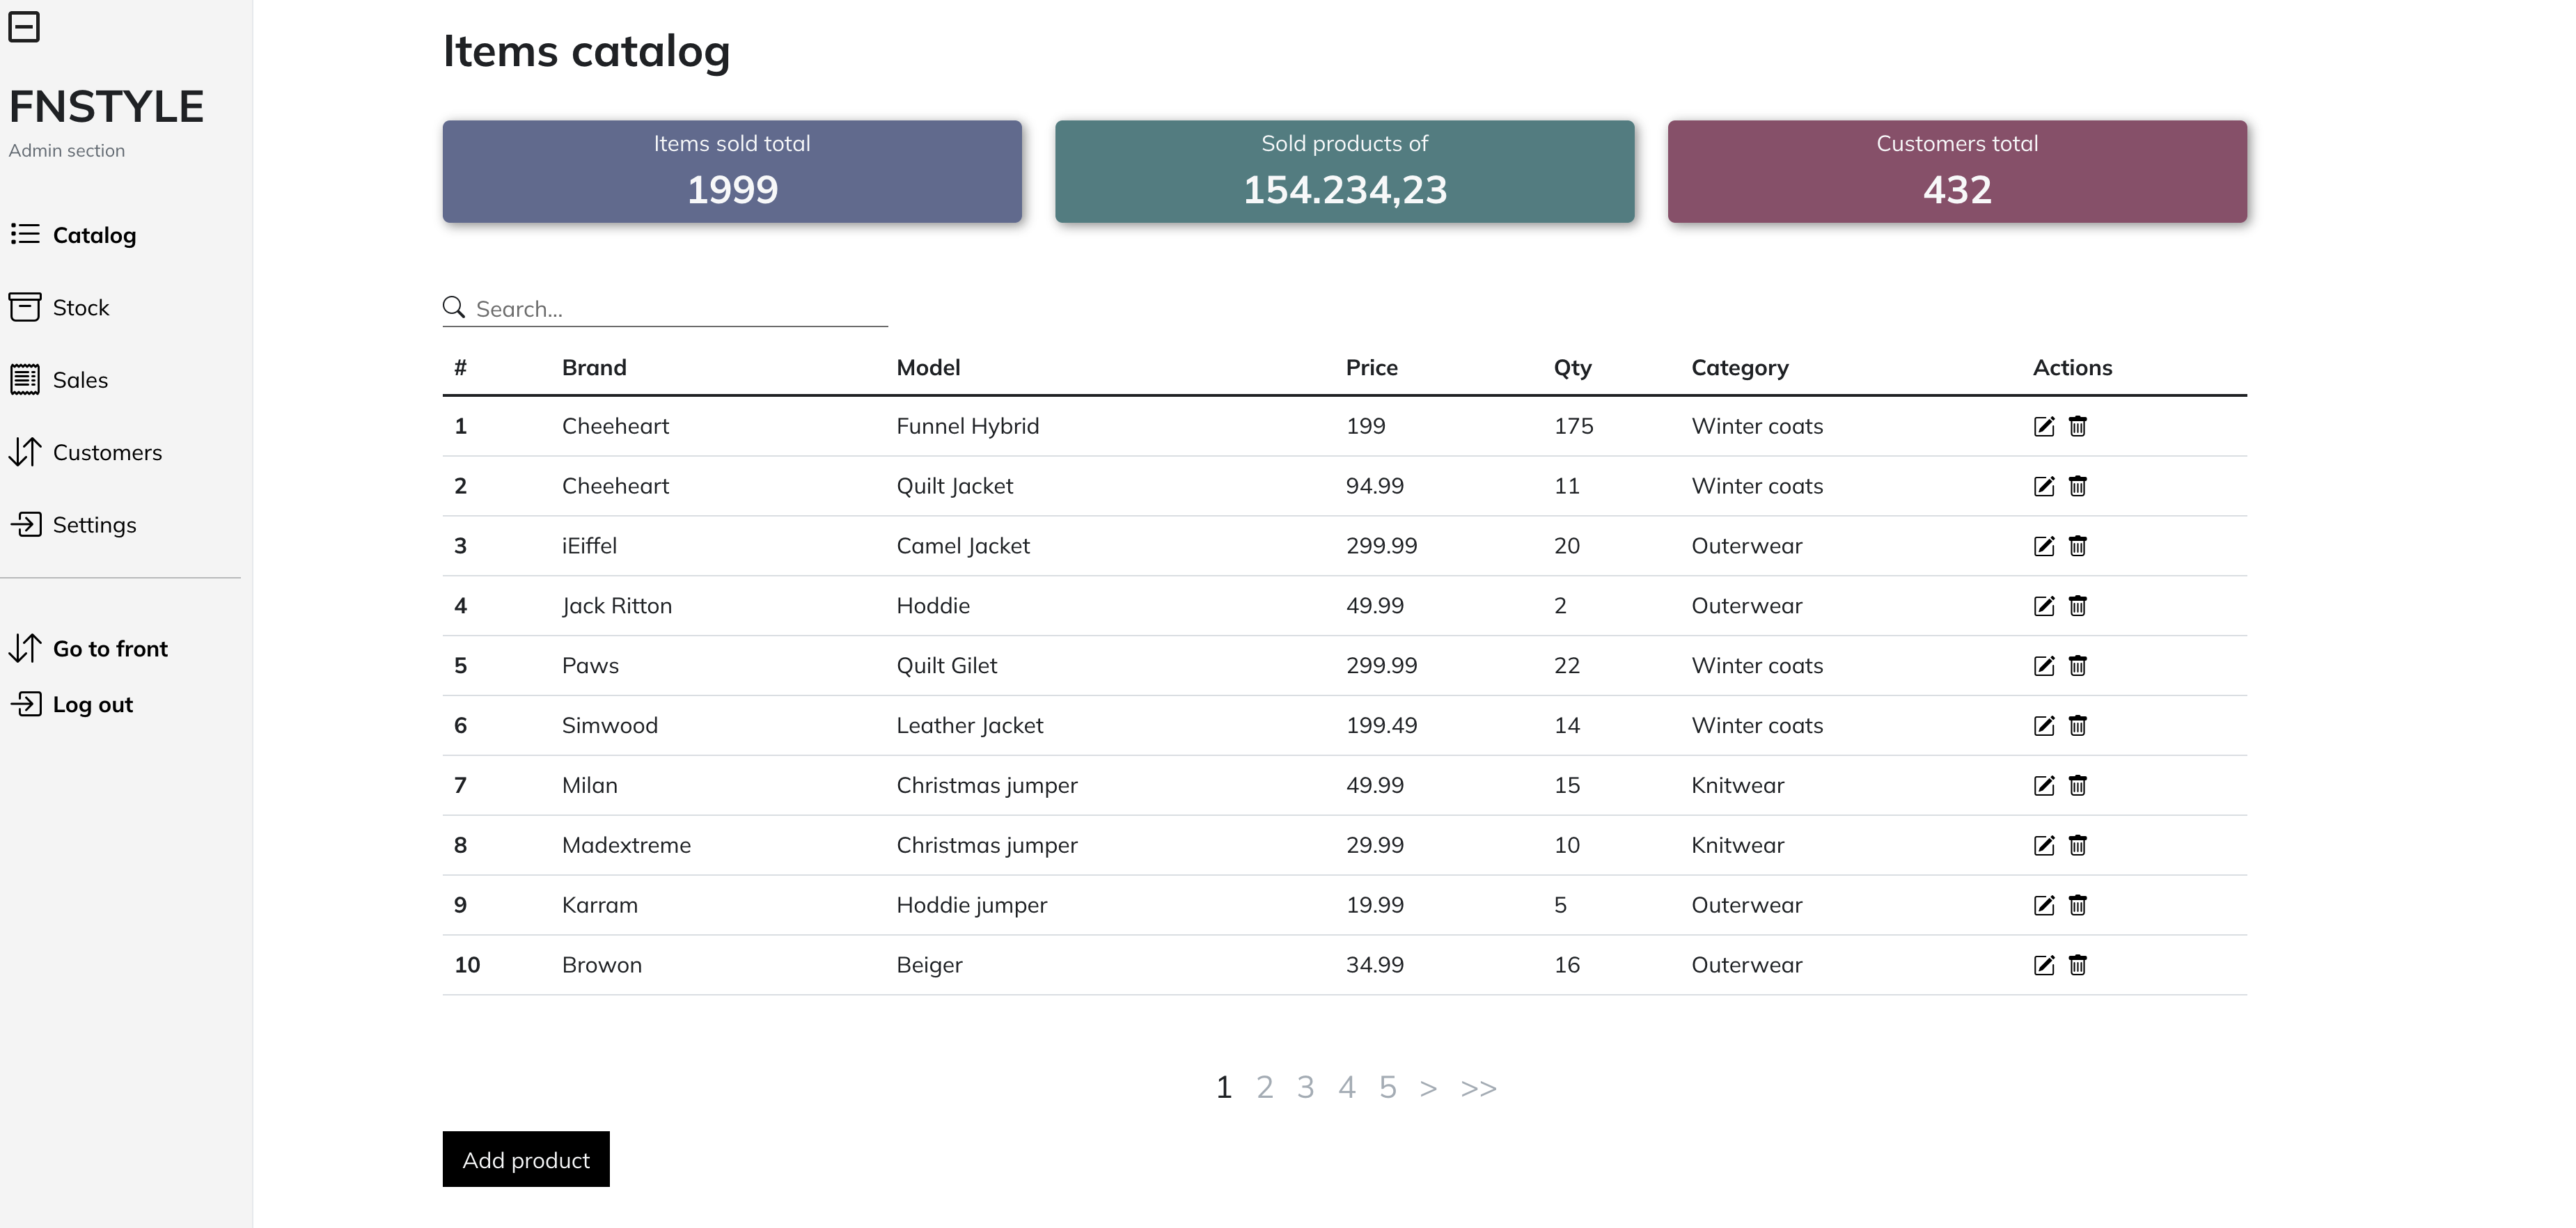 FNSTYLE
Admin section
Catalog
Stock
Sales
Customers
Settings
Go to front
Log out
Items catalog
Items sold total
1999
Sold products of
154.234,23
Customers total
432
Search...
# Brand Model Price Qty Category Actions
1 Cheeheart Funnel Hybrid 199 175 Winter coats
2 Cheeheart Quilt Jacket 94.99 11 Winter coats
3 iEiffel Camel Jacket 299.99 20 Outerwear
4 Jack Ritton Hoddie 49.99 2 Outerwear
5 Paws Quilt Gilet 299.99 22 Winter coats
6 Simwood Leather Jacket 199.49 14 Winter coats
7 Milan Christmas jumper 49.99 15 Knitwear
8 Madextreme Christmas jumper 29.99 10 Knitwear
9 Karram Hoddie jumper 19.99 5 Outerwear
10 Browon Beiger 34.99 16 Outerwear
1 2 3 4 5 > >>
Add product